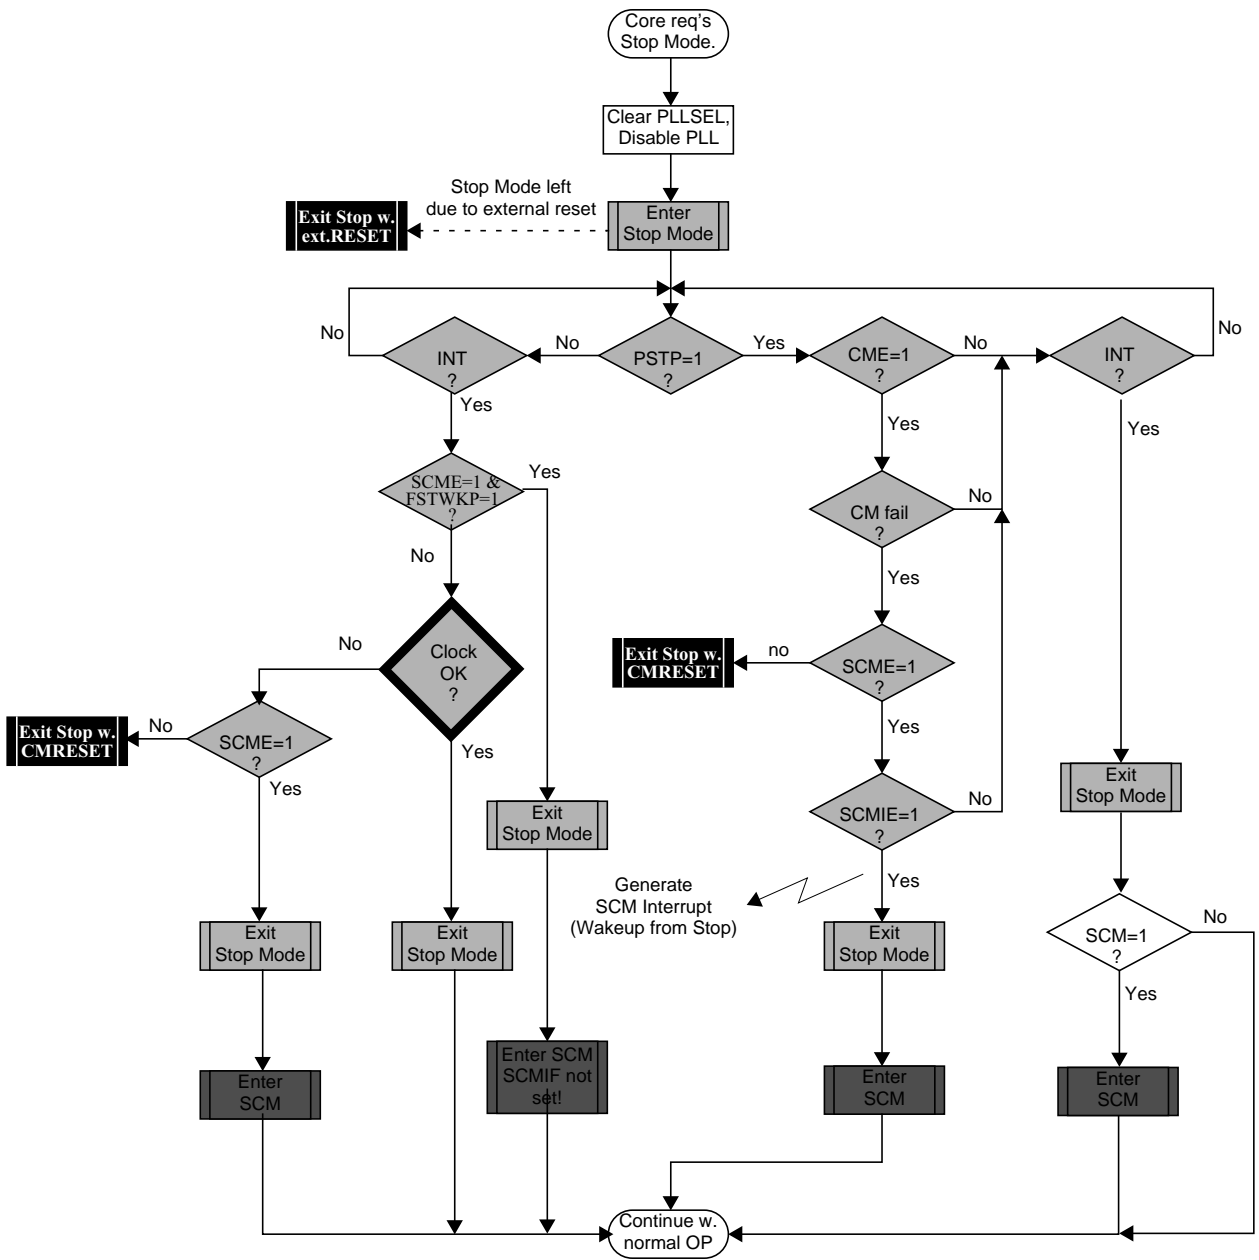 Core req's
Stop Mode.
Clear PLLSEL,
Disable PLL
Stop Mode left
due to external reset
Exit Stop w.
ext.RESET
Enter
Stop Mode
No
INT
?
No
PSTP=1
?
Yes
CME=1
?
No
INT
?
No
Yes
Yes
Yes
SCME=1 &
FSTWKP=1
?
Yes
CM fail
?
No
No
Yes
No
Clock
OK
?
Exit Stop w.
CMRESET
no
SCME=1
?
Exit Stop w.
CMRESET
No
SCME=1
?
Yes
Yes
Yes
Exit
Stop Mode
SCMIE=1
?
No
Exit
Stop Mode
Generate
SCM Interrupt
(Wakeup from Stop)
Yes
Exit
Stop Mode
Exit
Stop Mode
Exit
Stop Mode
SCM=1
?
No
Yes
Enter
SCM
Enter SCM
SCMIF not
set!
Enter
SCM
Enter
SCM
Continue w.
normal OP